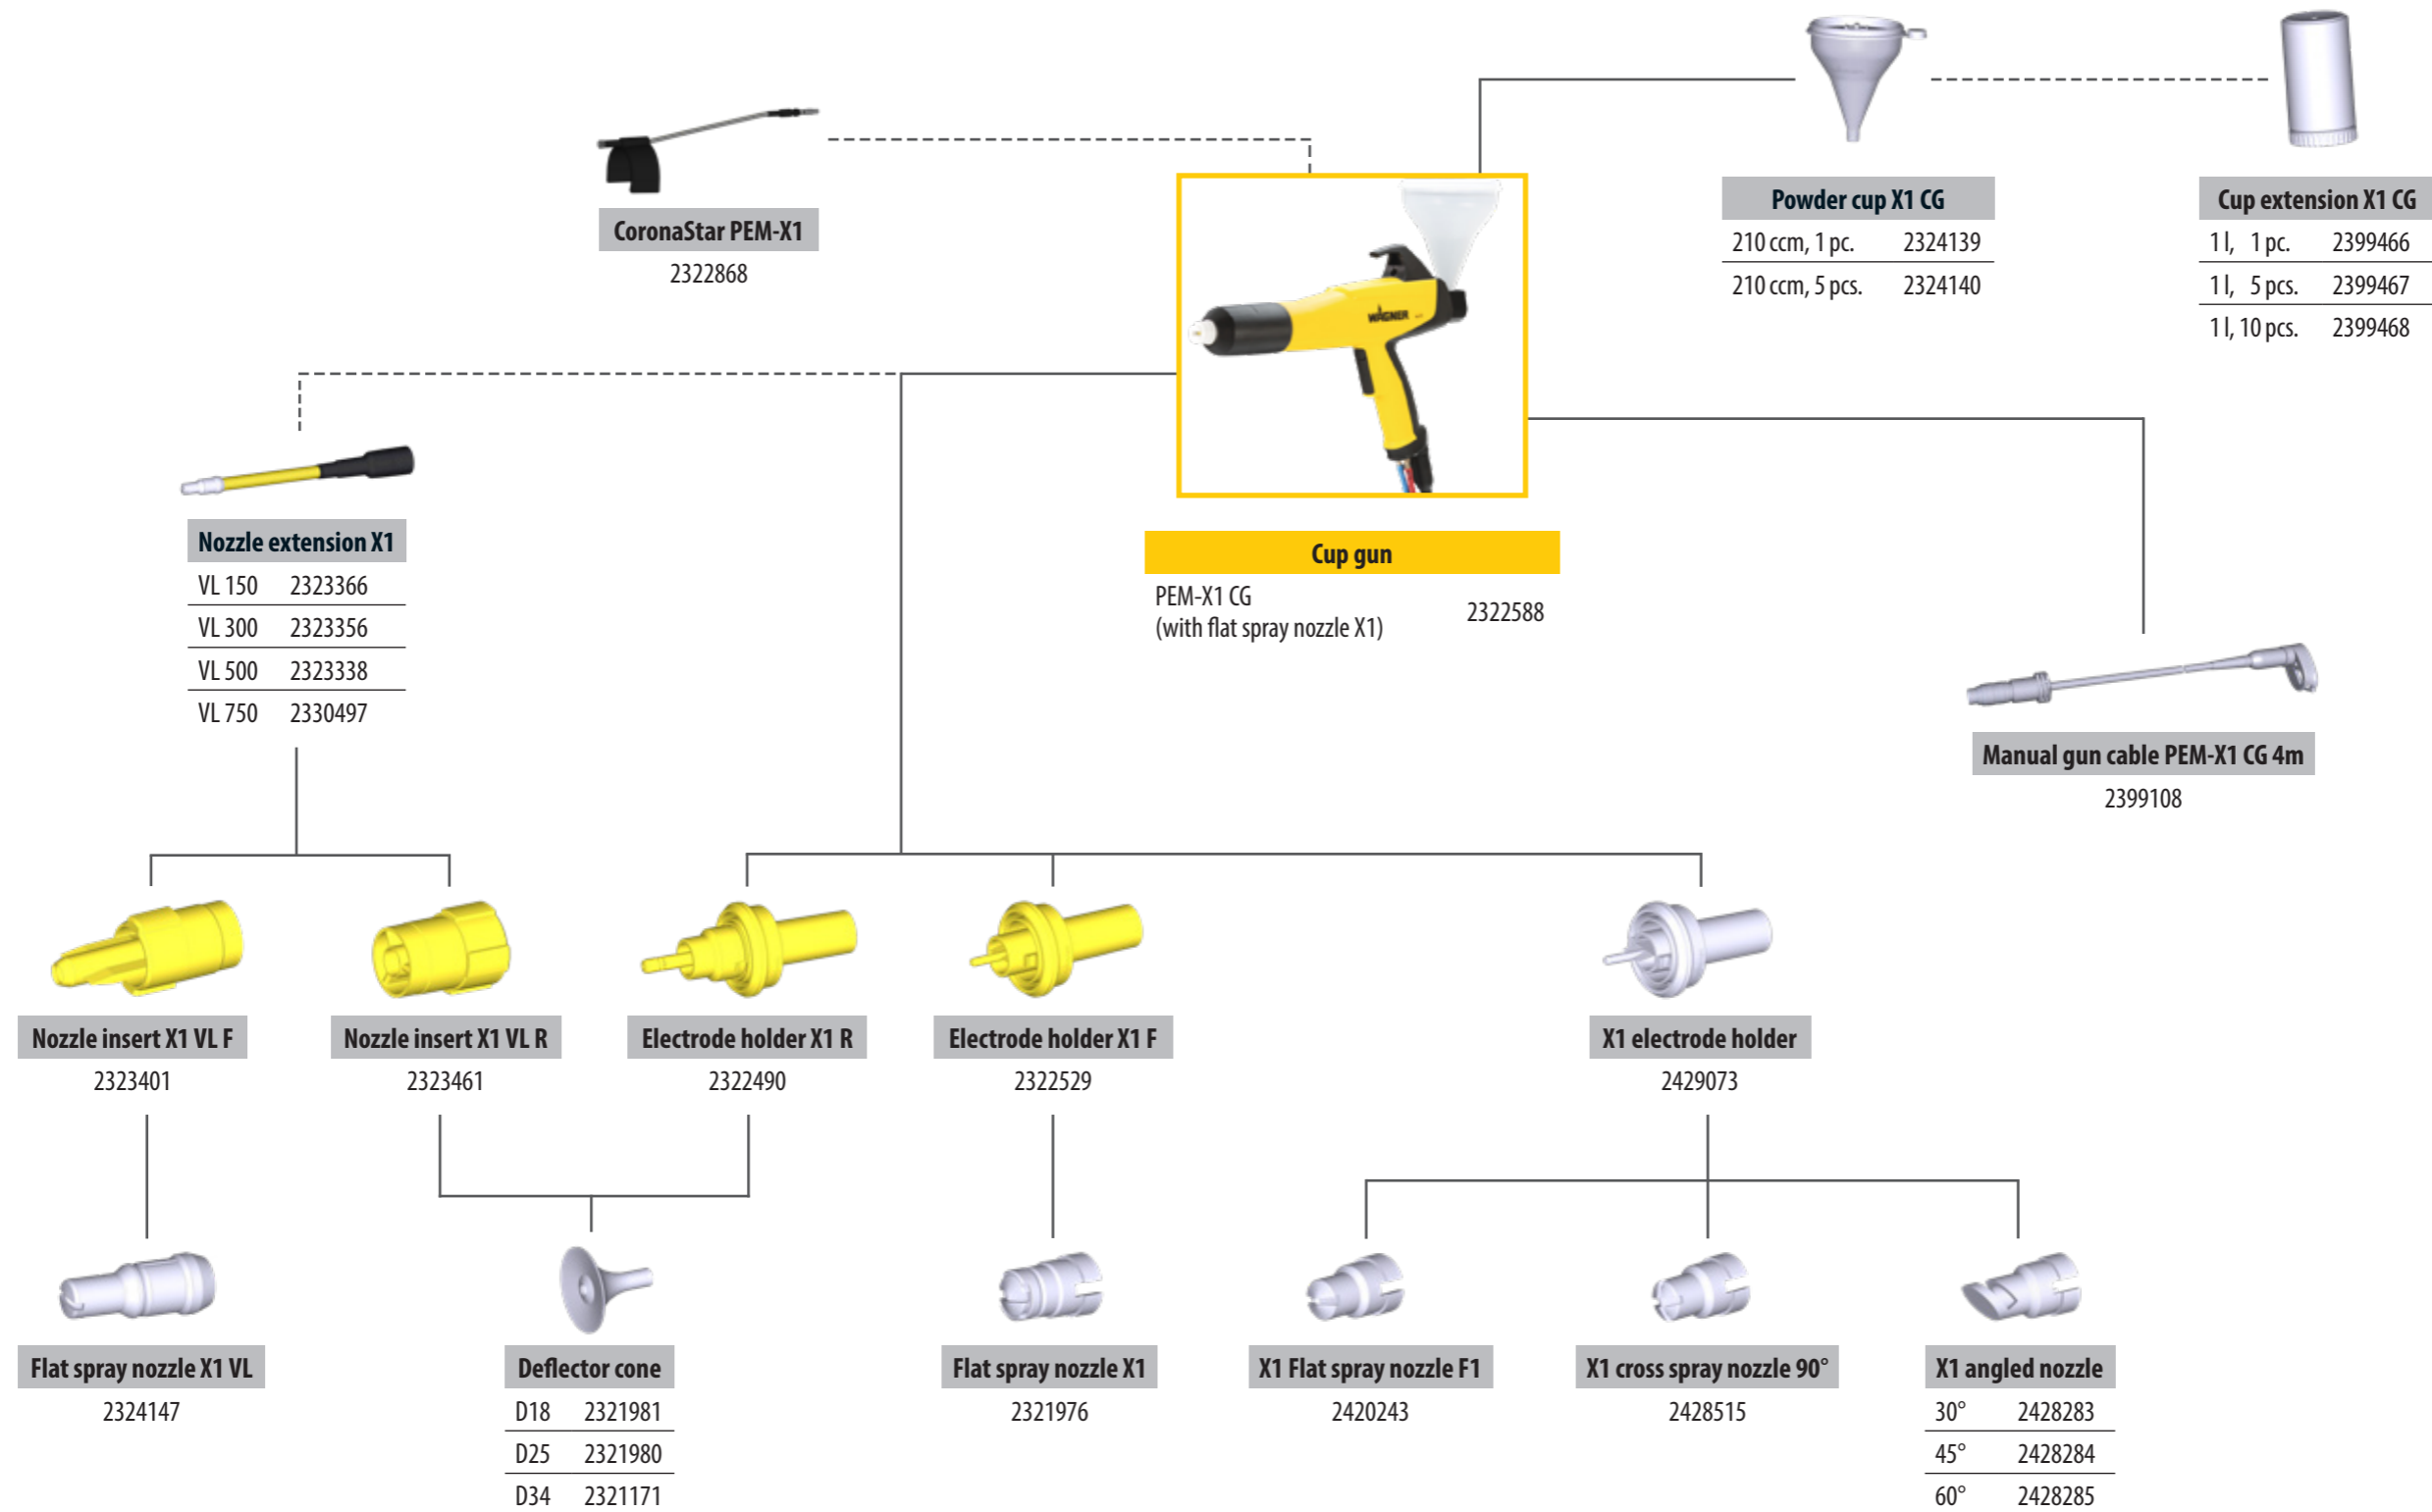 CoronaStar PEM-X1
2322868
Powder cup X1 CG
210 ccm, 1 pc. 2324139
210 ccm, 5 pcs. 2324140
Cup extension X1 CG
1 l, 1 pc. 2399466
1 l, 5 pcs. 2399467
1 l, 10 pcs. 2399468
WAGNER
Nozzle extension X1
VL 150 2323366
VL 300 2323356
VL 500 2323338
VL 750 2330497
Cup gun
PEM-X1 CG
(with flat spray nozzle X1) 2322588
Manual gun cable PEM-X1 CG 4m
2399108
Nozzle insert X1 VL F
2323401
Nozzle insert X1 VL R
2323461
Electrode holder X1 R
2322490
Electrode holder X1 F
2322529
X1 electrode holder
2429073
Flat spray nozzle X1 VL
2324147
Deflector cone
D18 2321981
D25 2321980
D34 2321171
Flat spray nozzle X1
2321976
X1 Flat spray nozzle F1
2420243
X1 cross spray nozzle 90°
2428515
X1 angled nozzle
30° 2428283
45° 2428284
60° 2428285